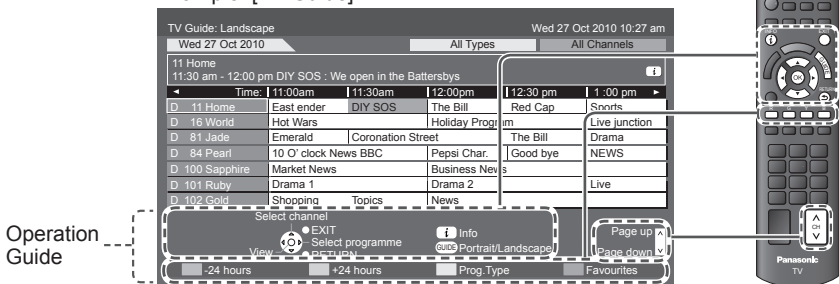 TV Guide: Landscape Wed 27 Oct 2010 10:27 am
Wed 27 Oct 2010 All Types All Channels
11 Home
11:30 am - 12:00 pm DIY SOS : We open in the Battersbys i
◄ Time: 11:00am 11:30am 12:00pm 12:30 pm 1 :00 pm ►
D 11 Home East ender DIY SOS The Bill Red Cap Sports
D 16 World Hot Wars Holiday Program Live junction
D 81 Jade Emerald Coronation Street The Bill Drama
D 84 Pearl 10 O' clock News BBC Pepsi Char. Good bye NEWS
D 100 Sapphire Market News Business News
D 101 Ruby Drama 1 Drama 2 Live
D 102 Gold Shopping Topics News
Operation
Guide
Select channel
EXIT
Select programme
View
RETURN
i Info
GUIDE Portrait/Landscape
Page up
Page down
-24 hours +24 hours Prog.Type Favourites
i
EXIT
OK
RETURN
CH
Panasonic
TV